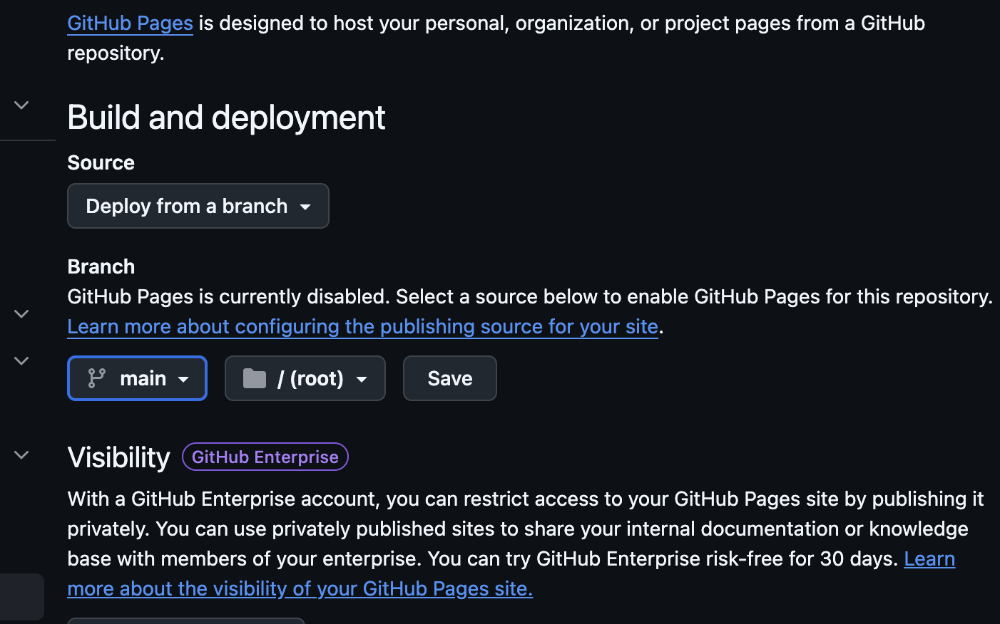 GitHub Pages is designed to host your personal, organization, or project pages from a GitHub
repository.
Build and deployment
Source
Deploy from a branch
Branch
GitHub Pages is currently disabled. Select a source below to enable GitHub Pages for this repository.
Learn more about configuring the publishing source for your site.
main / (root) Save
Visibility GitHub Enterprise
With a GitHub Enterprise account, you can restrict access to your GitHub Pages site by publishing it
privately. You can use privately published sites to share your internal documentation or knowledge
base with members of your enterprise. You can try GitHub Enterprise risk-free for 30 days. Learn
more about the visibility of your GitHub Pages site.